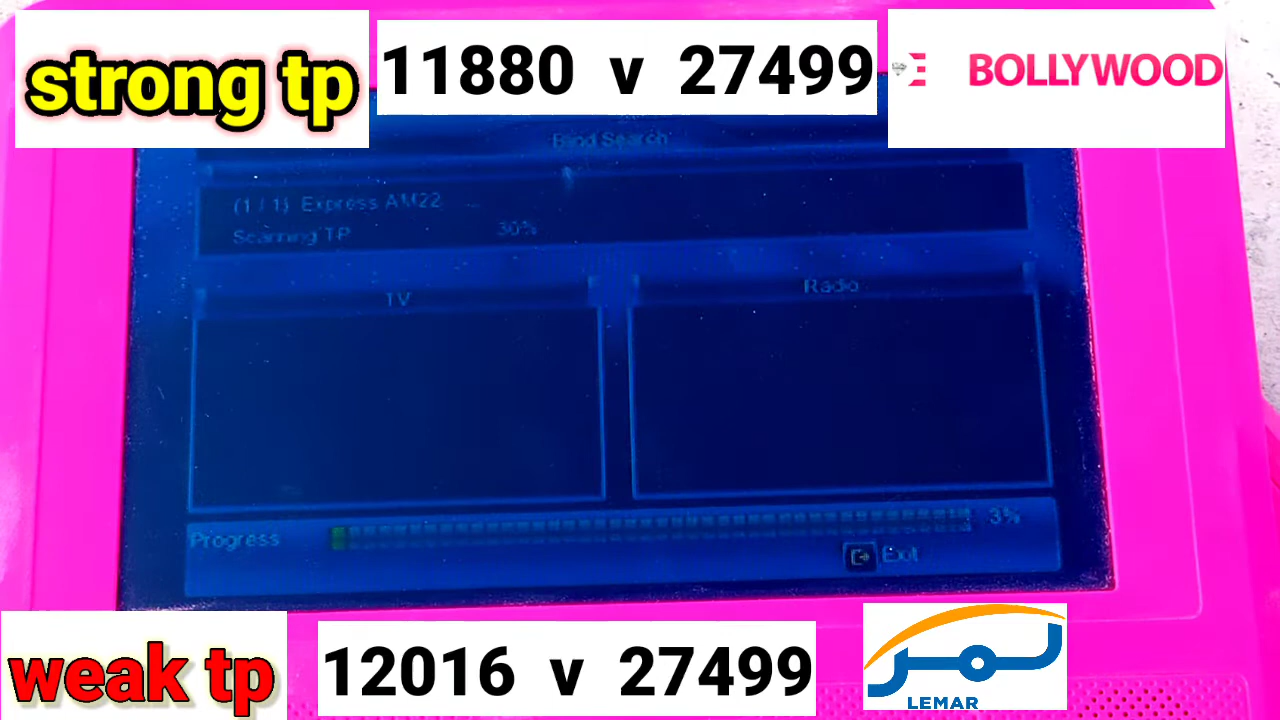 strong tp
11880 v 27499
BOLLYWOOD
Blind Search
(1 / 1) Express AM22
Scanning TP 30%
TV
Radio
Progress
3%
Exit
weak tp
12016 v 27499
لمر
LEMAR